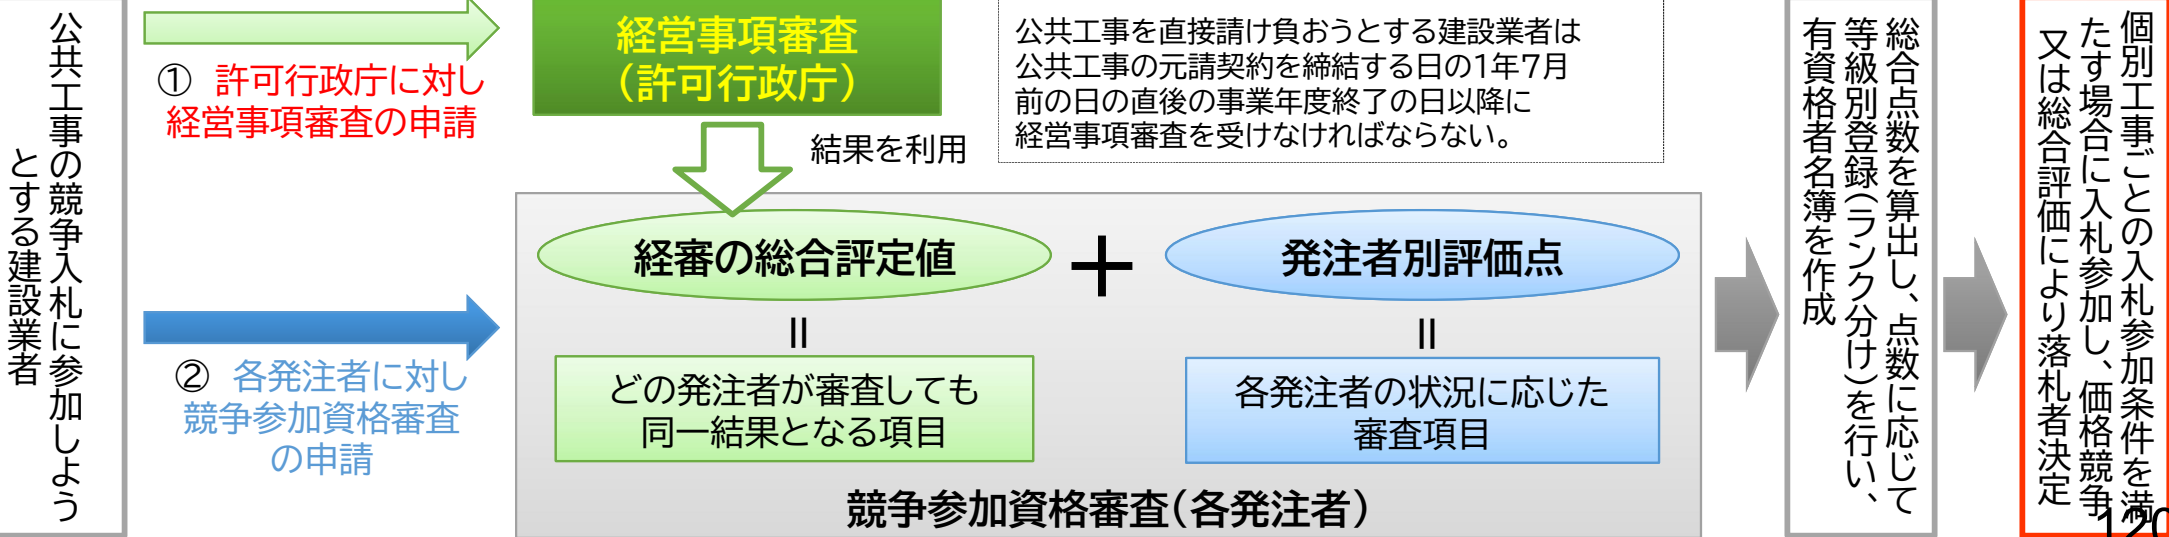 公共工事の競争入札に参加しよう
とする建設業者
① 許可行政庁に対し
経営事項審査の申請
② 各発注者に対し
競争参加資格審査
の申請
経営事項審査
(許可行政庁)
結果を利用
公共工事を直接請け負おうとする建設業者は
公共工事の元請契約を締結する日の1年7月
前の日の直後の事業年度終了の日以降に
経営事項審査を受けなければならない。
経審の総合評定値
+
発注者別評価点
=
=
どの発注者が審査しても
同一結果となる項目
各発注者の状況に応じた
審査項目
競争参加資格審査(各発注者)
総合点数を算出し、点数に応じて
等級別登録(ランク分け)を行い、
有資格者名簿を作成
個別工事ごとの入札参加条件を満
たす場合に入札参加し、価格競争
又は総合評価により落札者決定
120